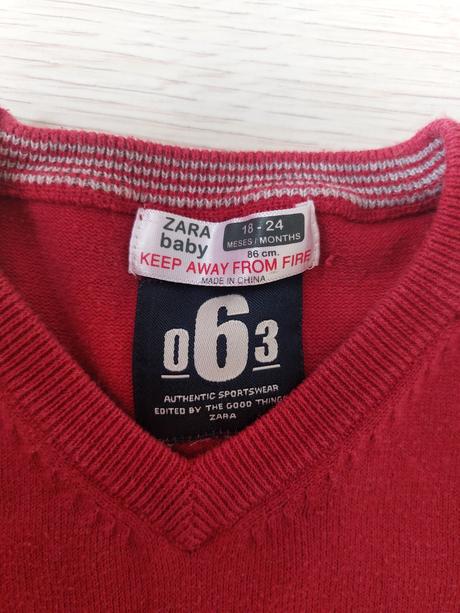 ZARA
baby
18 - 24
MESES / MONTHS
86 cm.
KEEP AWAY FROM FIRE
MADE IN CHINA
063
AUTHENTIC SPORTSWEAR
EDITED BY THE GOOD THINGS
ZARA